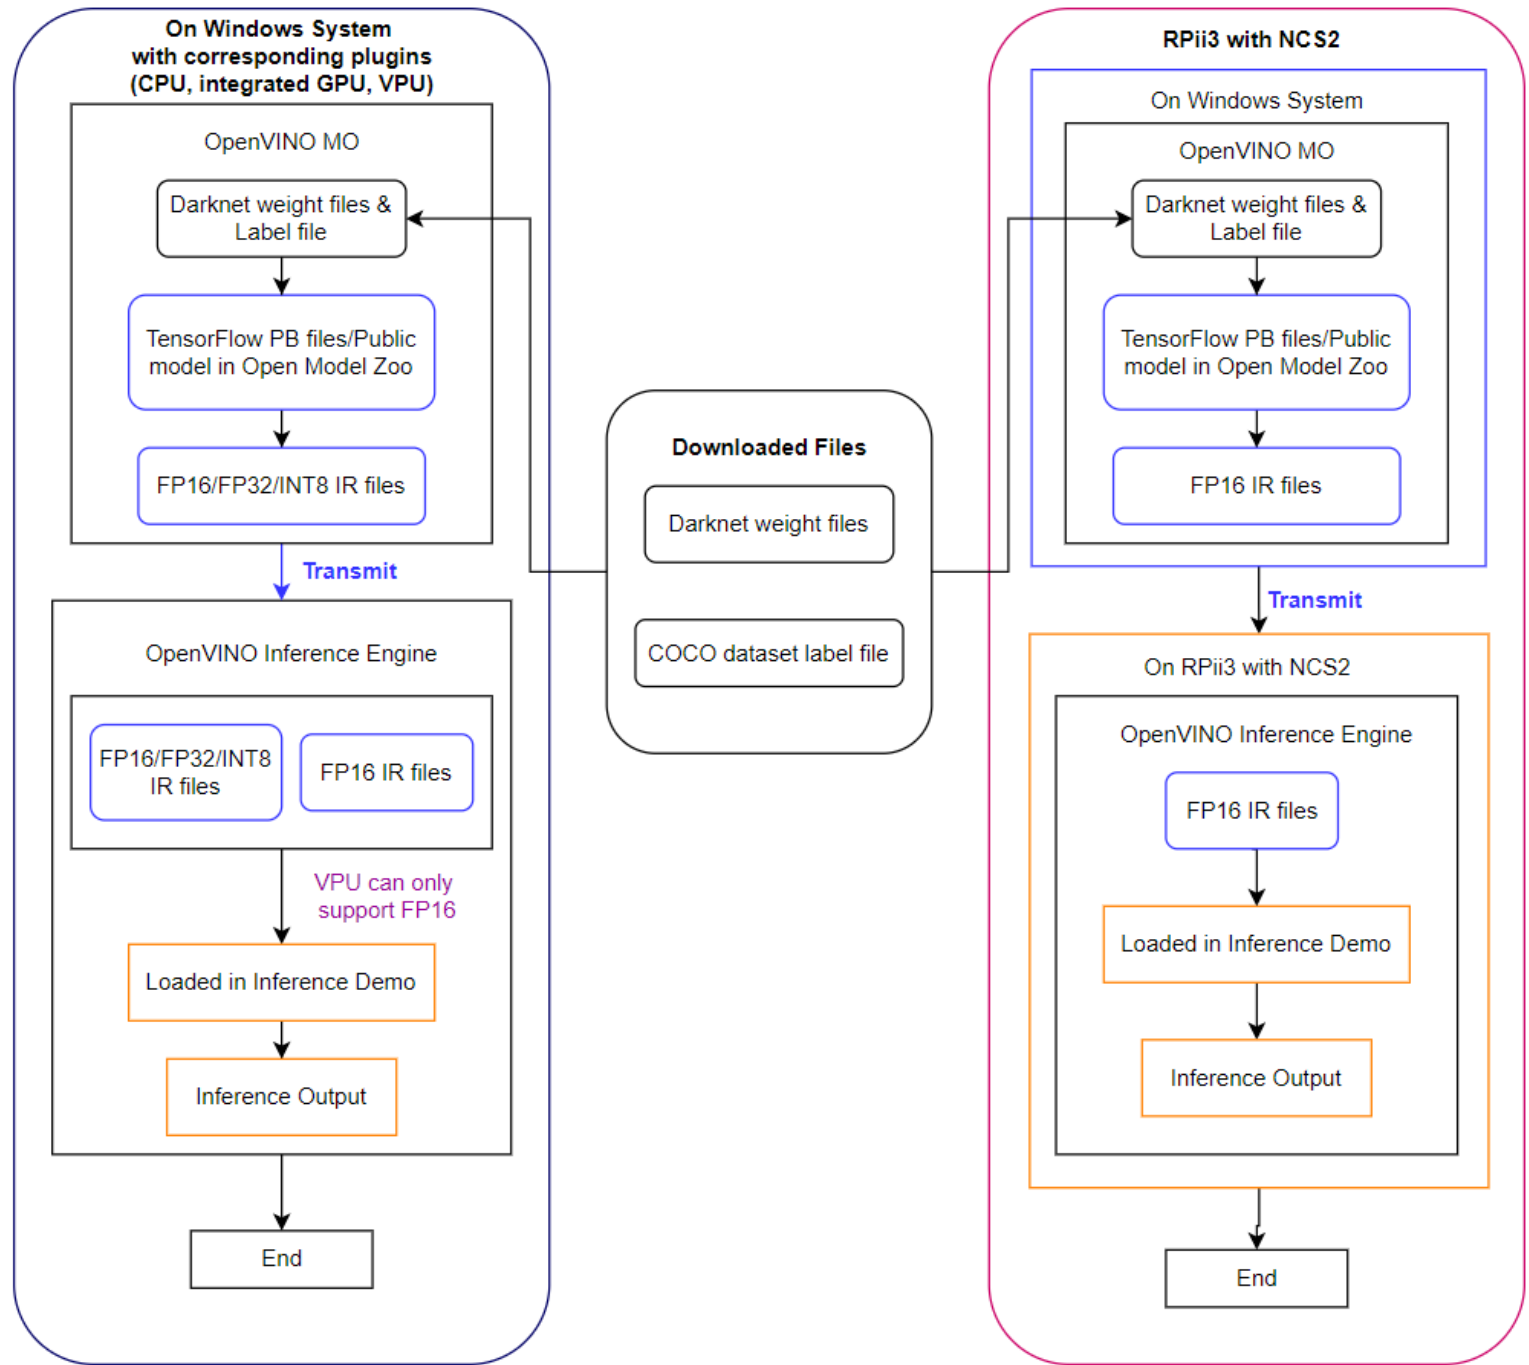 On Windows System
with corresponding plugins
(CPU, integrated GPU, VPU)
OpenVINO MO
Darknet weight files &
Label file
TensorFlow PB files/Public
model in Open Model Zoo
FP16/FP32/INT8 IR files
Transmit
OpenVINO Inference Engine
FP16/FP32/INT8
IR files
FP16 IR files
VPU can only
support FP16
Loaded in Inference Demo
Inference Output
End
Downloaded Files
Darknet weight files
COCO dataset label file
RPii3 with NCS2
On Windows System
OpenVINO MO
Darknet weight files &
Label file
TensorFlow PB files/Public
model in Open Model Zoo
FP16 IR files
Transmit
On RPii3 with NCS2
OpenVINO Inference Engine
FP16 IR files
Loaded in Inference Demo
Inference Output
End